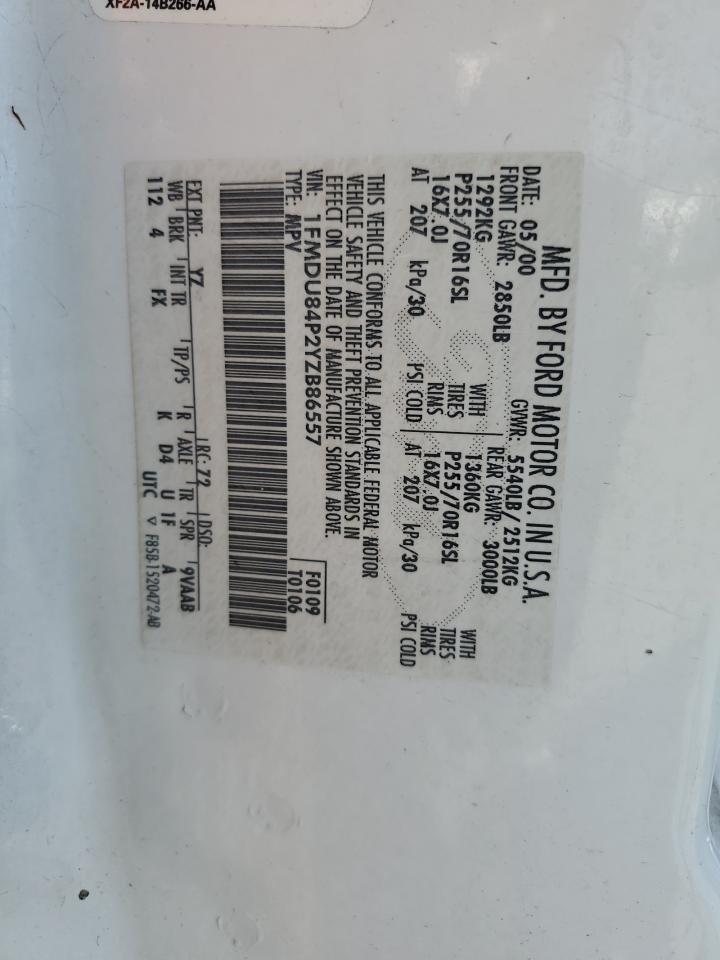 XF2A-14B266-AA
MFD. BY FORD MOTOR CO. IN U.S.A.
DATE: 05/00 GVWR: 5540LB/2512KG
FRONT GAWR: 2850LB REAR GAWR: 3000LB
1292KG WITH 1360KG WITH
P255/70R16SL TIRES P255/70R16SL TIRES
16X7.0J RIMS 16X7.0J RIMS
AT 207 kPa/30 PSI COLD AT 207 kPa/30 PSI COLD
THIS VEHICLE CONFORMS TO ALL APPLICABLE FEDERAL MOTOR
VEHICLE SAFETY AND THEFT PREVENTION STANDARDS IN
EFFECT ON THE DATE OF MANUFACTURE SHOWN ABOVE.
VIN: 1FMDU84P2YZB86557 F0109
TYPE: MPV T0106
EXT PNT: YZ RC: 72 DSO: 9VAAB
WB BRK INT TR TP/PS R AXLE TR SPR
112 4 FX K D4 U 1F A
UTC ▽ F85B-1520472-AB